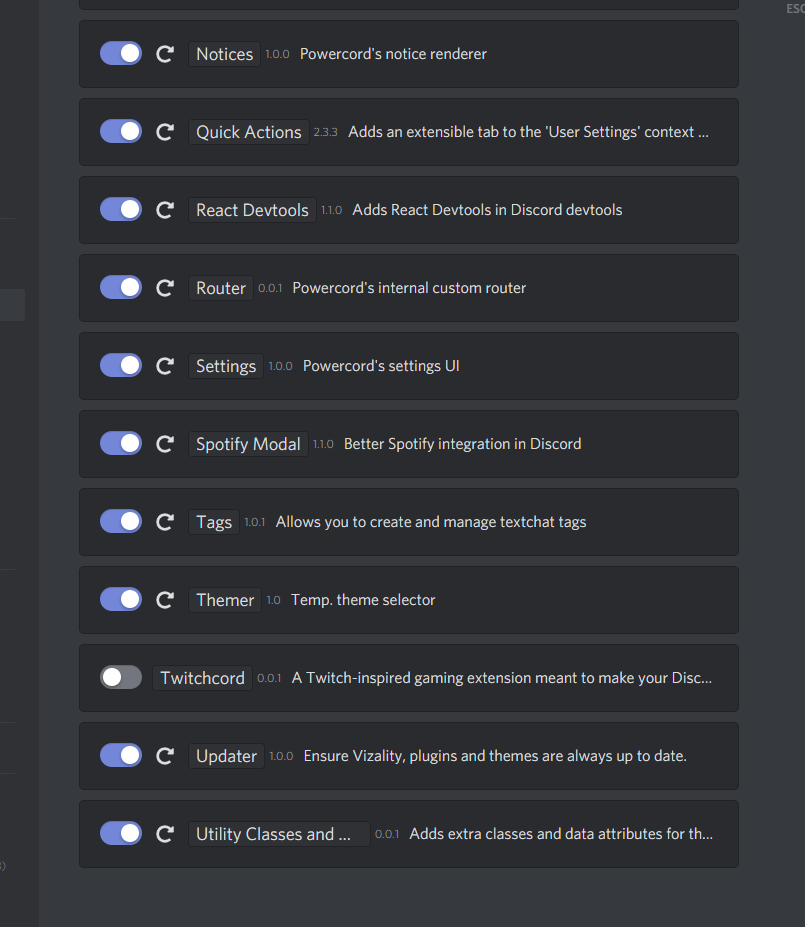 ESC
Notices 1.0.0 Powercord's notice renderer
Quick Actions 2.3.3 Adds an extensible tab to the 'User Settings' context ...
React Devtools 1.1.0 Adds React Devtools in Discord devtools
Router 0.0.1 Powercord's internal custom router
Settings 1.0.0 Powercord's settings UI
Spotify Modal 1.1.0 Better Spotify integration in Discord
Tags 1.0.1 Allows you to create and manage textchat tags
Themer 1.0 Temp. theme selector
Twitchcord 0.0.1 A Twitch-inspired gaming extension meant to make your Disc...
Updater 1.0.0 Ensure Vizality, plugins and themes are always up to date.
Utility Classes and ... 0.0.1 Adds extra classes and data attributes for th...